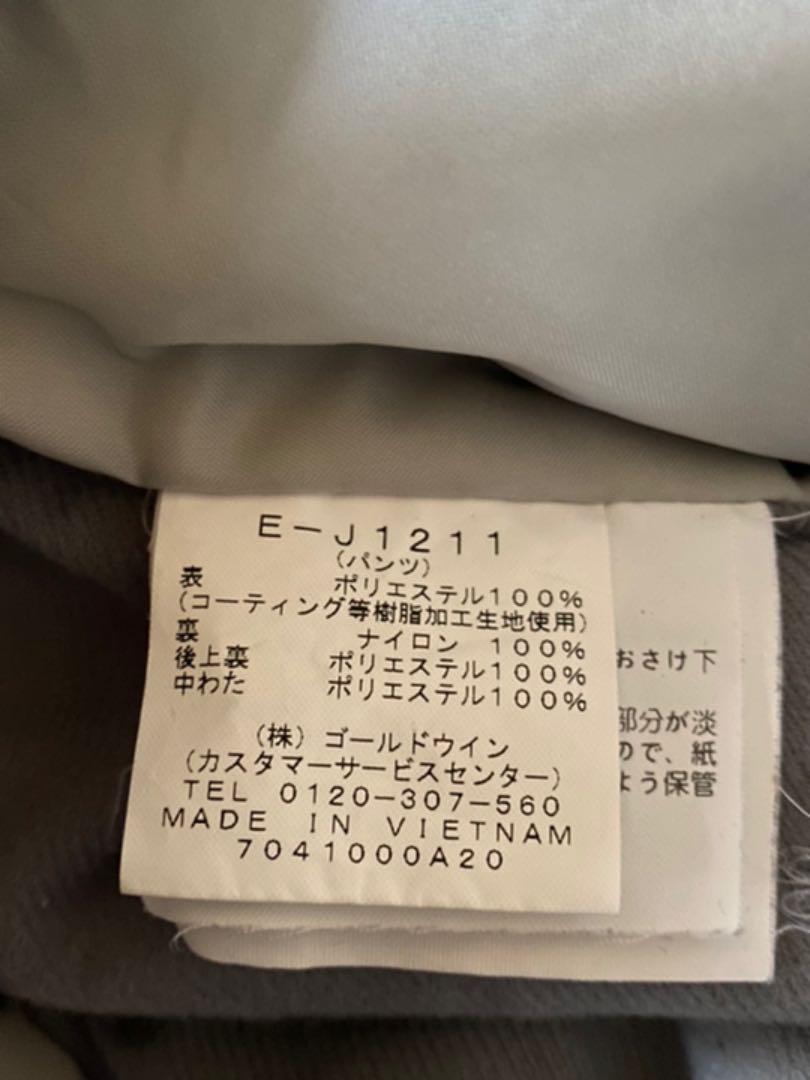 E－J1211
(パンツ)
表 ポリエステル100%
(コーティング等樹脂加工生地使用)
裏 ナイロン 100%
後上裏 ポリエステル100%
中わた ポリエステル100%
(株) ゴールドウイン
(カスタマーサービスセンター)
TEL 0120-307-560
MADE IN VIETNAM
7041000A20
おさけ下
部分が淡
ので、紙
よう保管